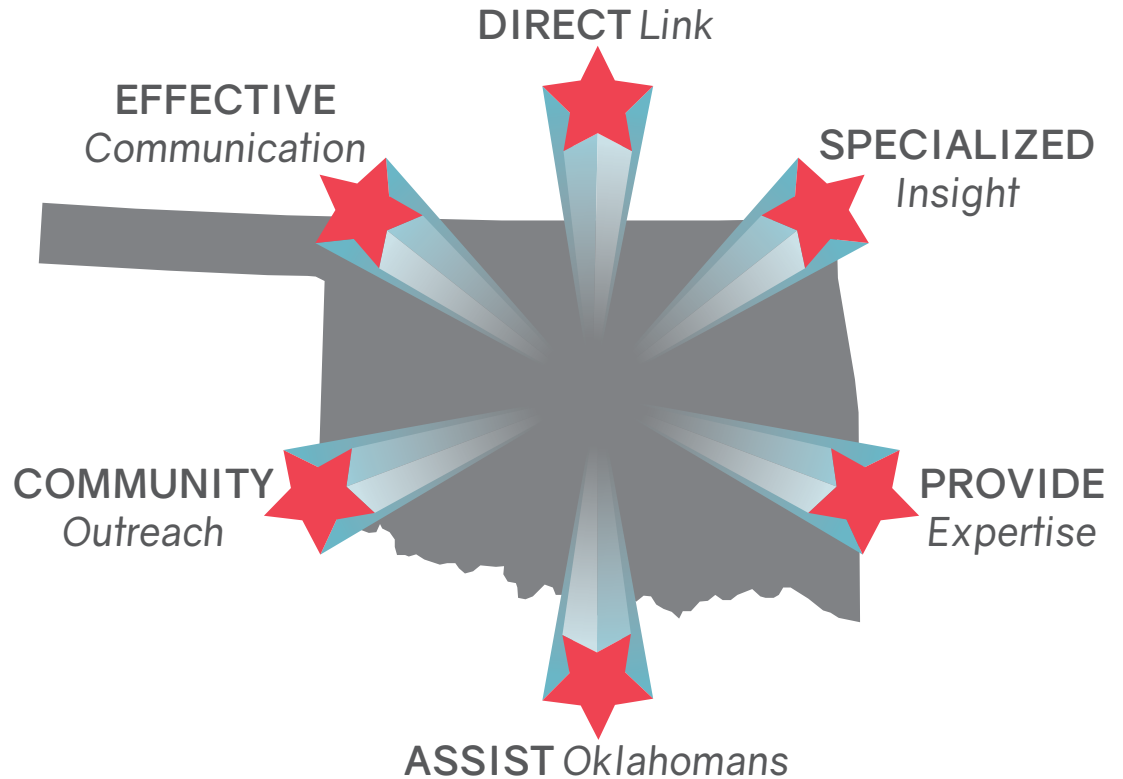 DIRECT Link
EFFECTIVE
Communication
SPECIALIZED
Insight
COMMUNITY
Outreach
PROVIDE
Expertise
ASSIST Oklahomans